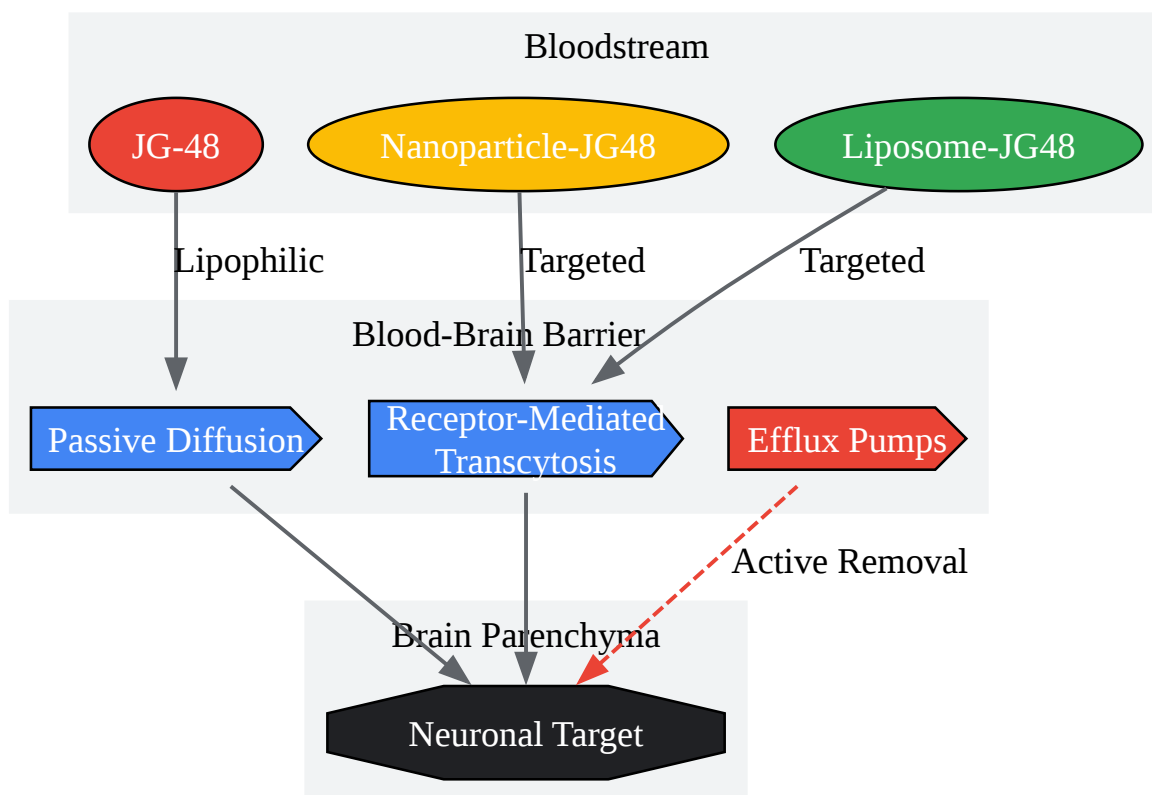 Bloodstream
JG-48
Nanoparticle-JG48
Liposome-JG48
Lipophilic
Targeted
Targeted
Blood-Brain Barrier
Passive Diffusion
Receptor-Mediated
Transcytosis
Efflux Pumps
Active Removal
Brain Parenchyma
Neuronal Target